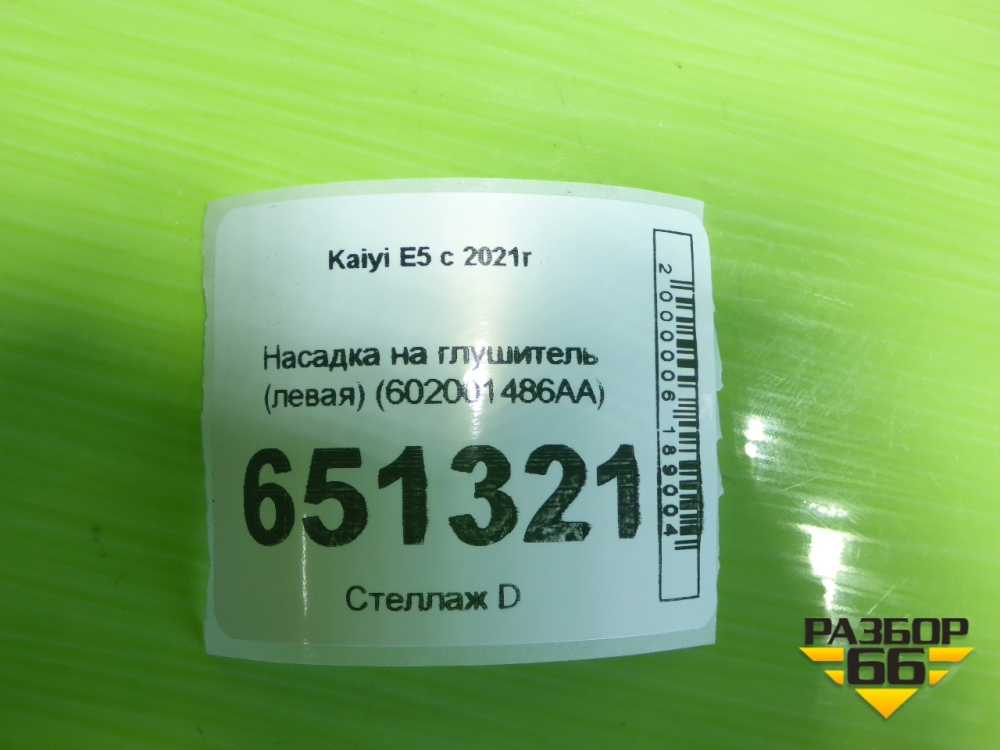 Kaiyi E5 с 2021г
Насадка на глушитель
(левая) (602001486AA)
651321
Стеллаж D
2000006189004
РАЗБОР
66